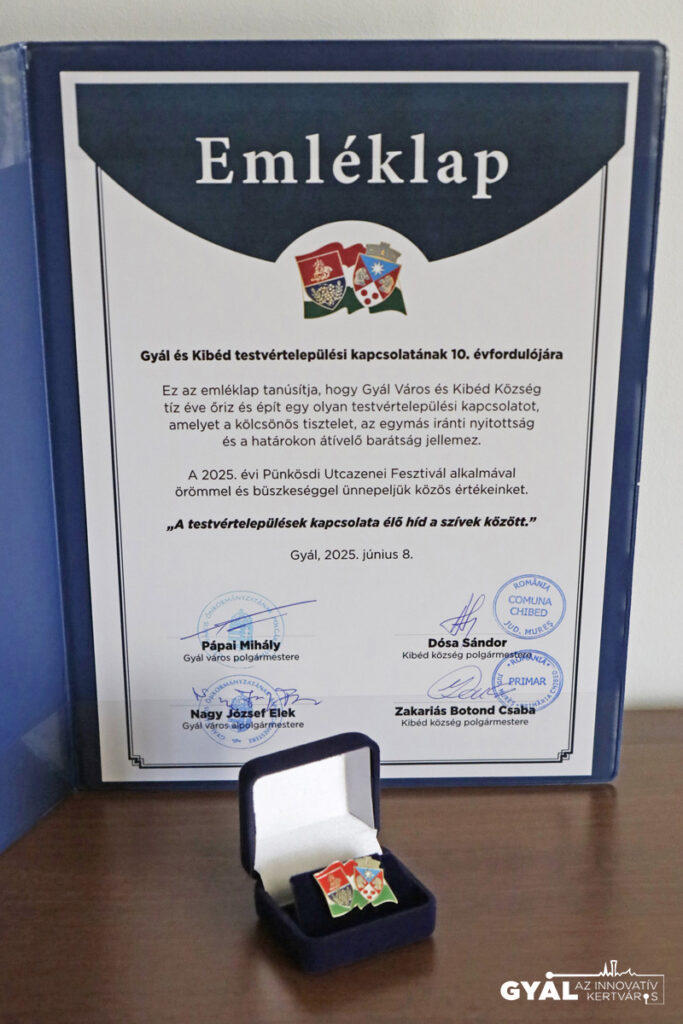 Emléklap
Gyál és Kibéd testvértelepülési kapcsolatának 10. évfordulójára
Ez az emléklap tanúsítja, hogy Gyál Város és Kibéd Község
tíz éve őriz és épít egy olyan testvértelepülési kapcsolatot,
amelyet a kölcsönös tisztelet, az egymás iránti nyitottság
és a határokon átívelő barátság jellemez.
A 2025. évi Pünkösdi Utcazenei Fesztivál alkalmával
örömmel és büszkeséggel ünnepeljük közös értékeinket.
„A testvértelepülések kapcsolata élő híd a szívek között.”
Gyál, 2025. június 8.
ROMÂNIA
COMUNA
CHIBED
JUD. MUREȘ
Pápai Mihály
Gyál város polgármestere
Dósa Sándor
Kibéd község polgármestere
ROMÂNIA
PRIMAR
Nagy József Elek
Gyál város alpolgármestere
Zakariás Botond Csaba
Kibéd község polgármestere
GYÁL AZ INNOVATÍV
KERTVÁROS